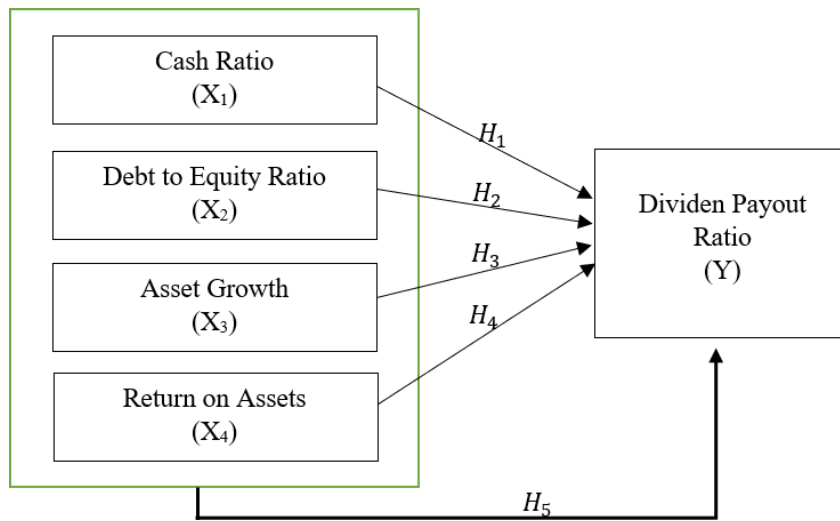 Cash Ratio
(X₁)
H₁
Debt to Equity Ratio
(X₂)
H₂
Dividen Payout
Ratio
(Y)
H₃
Asset Growth
(X₃)
H₄
Return on Assets
(X₄)
H₅